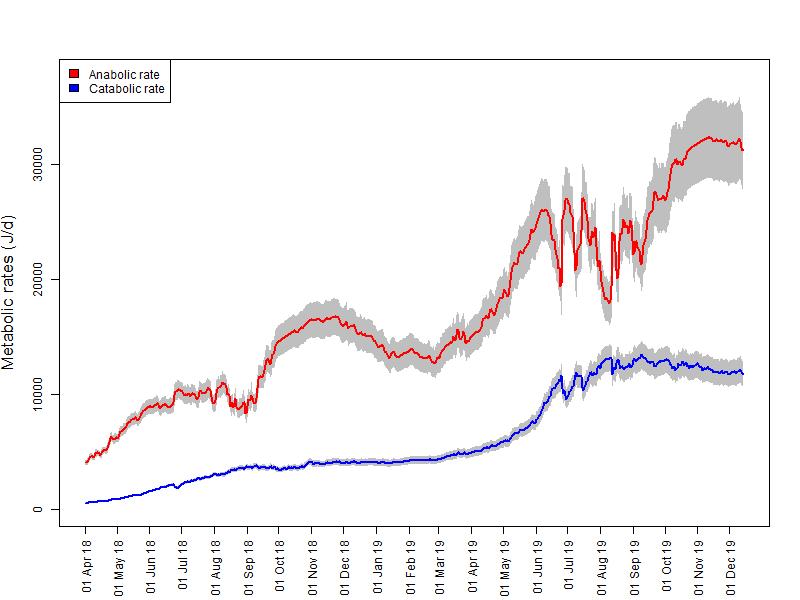 Anabolic rate
Catabolic rate
Metabolic rates (J/d)
30000
20000
10000
0
01 Apr 18
01 May 18
01 Jun 18
01 Jul 18
01 Aug 18
01 Sep 18
01 Oct 18
01 Nov 18
01 Dec 18
01 Jan 19
01 Feb 19
01 Mar 19
01 Apr 19
01 May 19
01 Jun 19
01 Jul 19
01 Aug 19
01 Sep 19
01 Oct 19
01 Nov 19
01 Dec 19